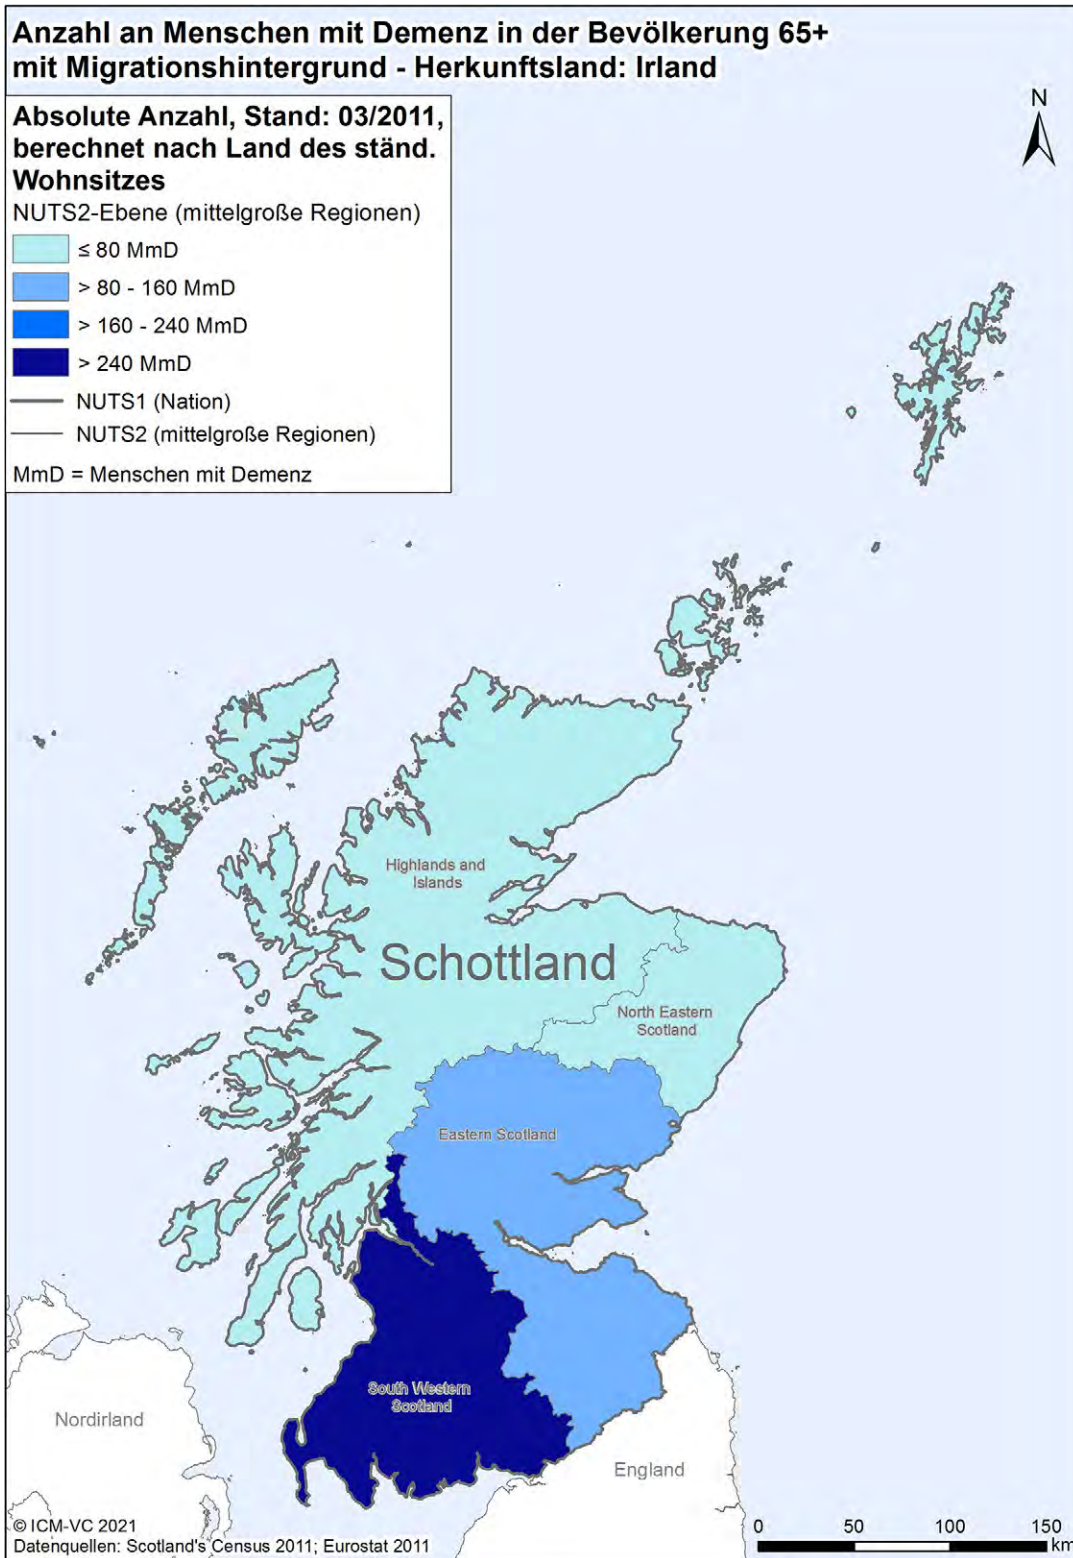 Anzahl an Menschen mit Demenz in der Bevölkerung 65+
mit Migrationshintergrund - Herkunftsland: Irland
Absolute Anzahl, Stand: 03/2011,
berechnet nach Land des ständ.
Wohnsitzes
NUTS2-Ebene (mittelgroße Regionen)
≤ 80 MmD
> 80 - 160 MmD
> 160 - 240 MmD
> 240 MmD
NUTS1 (Nation)
NUTS2 (mittelgroße Regionen)
MmD = Menschen mit Demenz
N
Highlands and
Islands
Schottland
North Eastern
Scotland
Eastern Scotland
South Western
Scotland
Nordirland
England
© ICM-VC 2021
Datenquellen: Scotland's Census 2011; Eurostat 2011
0 50 100 150
km